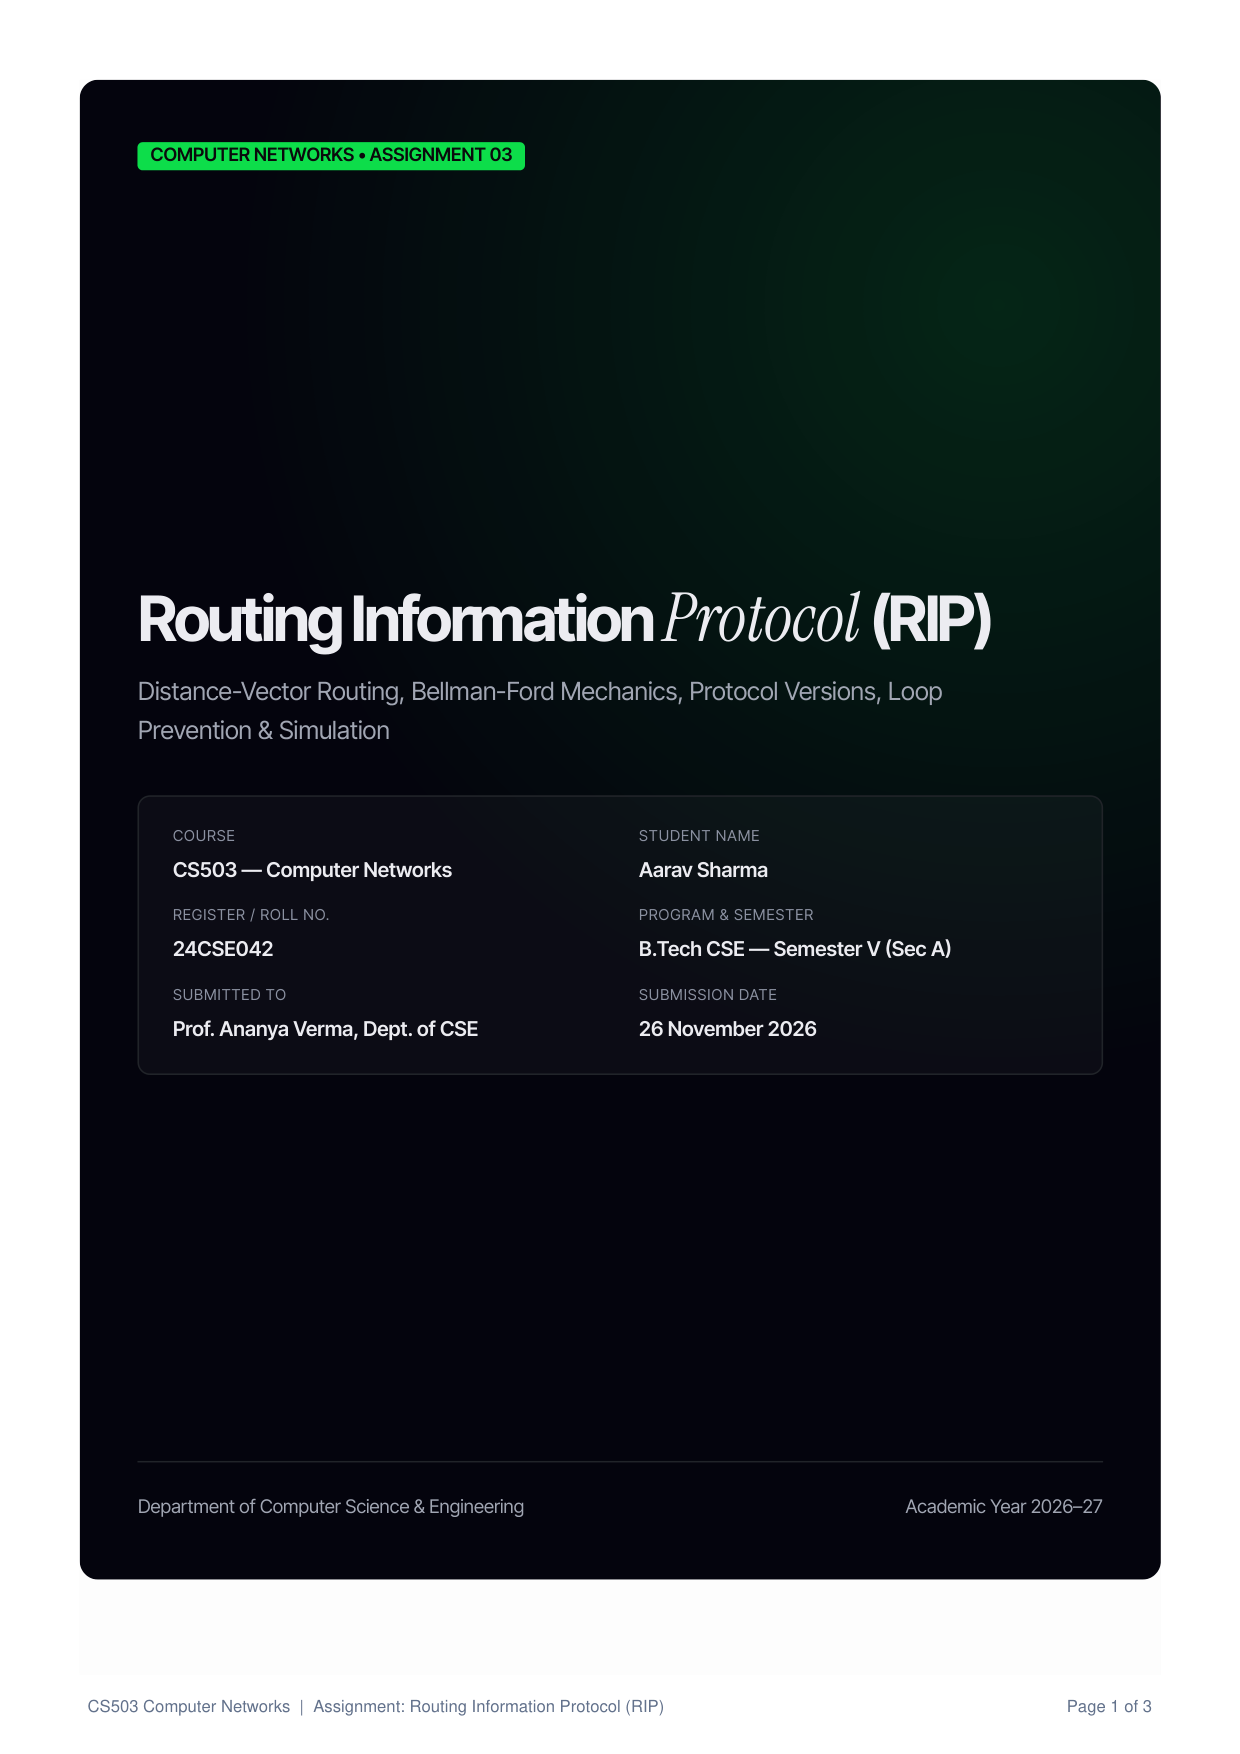 COMPUTER NETWORKS • ASSIGNMENT 03
Routing Information Protocol (RIP)
Distance-Vector Routing, Bellman-Ford Mechanics, Protocol Versions, Loop
Prevention & Simulation
COURSE
CS503 — Computer Networks
STUDENT NAME
Aarav Sharma
REGISTER / ROLL NO.
24CSE042
PROGRAM & SEMESTER
B.Tech CSE — Semester V (Sec A)
SUBMITTED TO
Prof. Ananya Verma, Dept. of CSE
SUBMISSION DATE
26 November 2026
Department of Computer Science & Engineering
Academic Year 2026–27
CS503 Computer Networks | Assignment: Routing Information Protocol (RIP)
Page 1 of 3